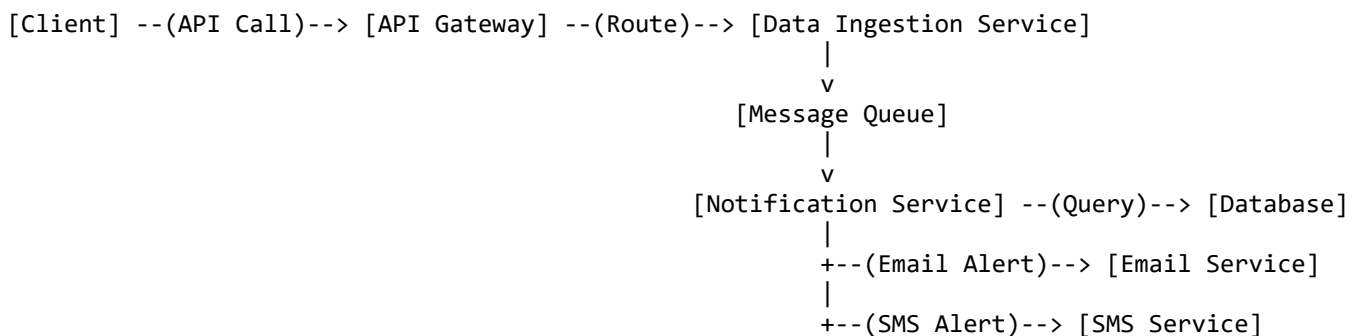 [Client] --(API Call)--> [API Gateway] --(Route)--> [Data Ingestion Service]
|
v
[Message Queue]
|
v
[Notification Service] --(Query)--> [Database]
|
+--(Email Alert)--> [Email Service]
|
+--(SMS Alert)--> [SMS Service]